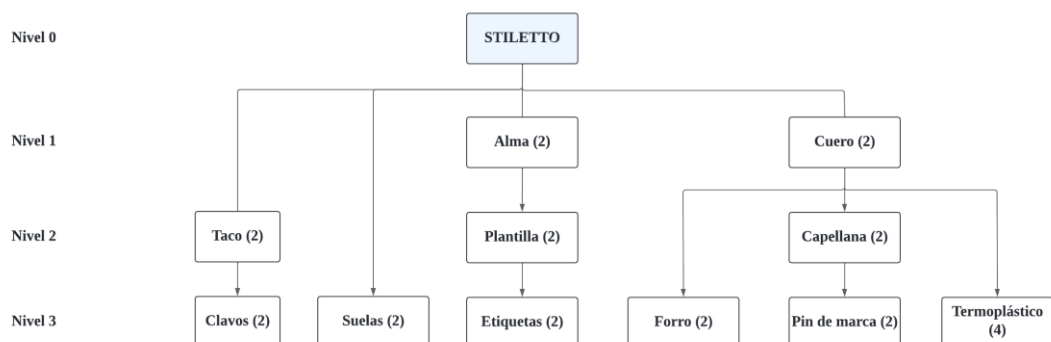 Nivel 0
STILETTO
Nivel 1
Alma (2)
Cuero (2)
Nivel 2
Taco (2)
Plantilla (2)
Capellana (2)
Nivel 3
Clavos (2)
Suelas (2)
Etiquetas (2)
Forro (2)
Pin de marca (2)
Termoplástico
(4)